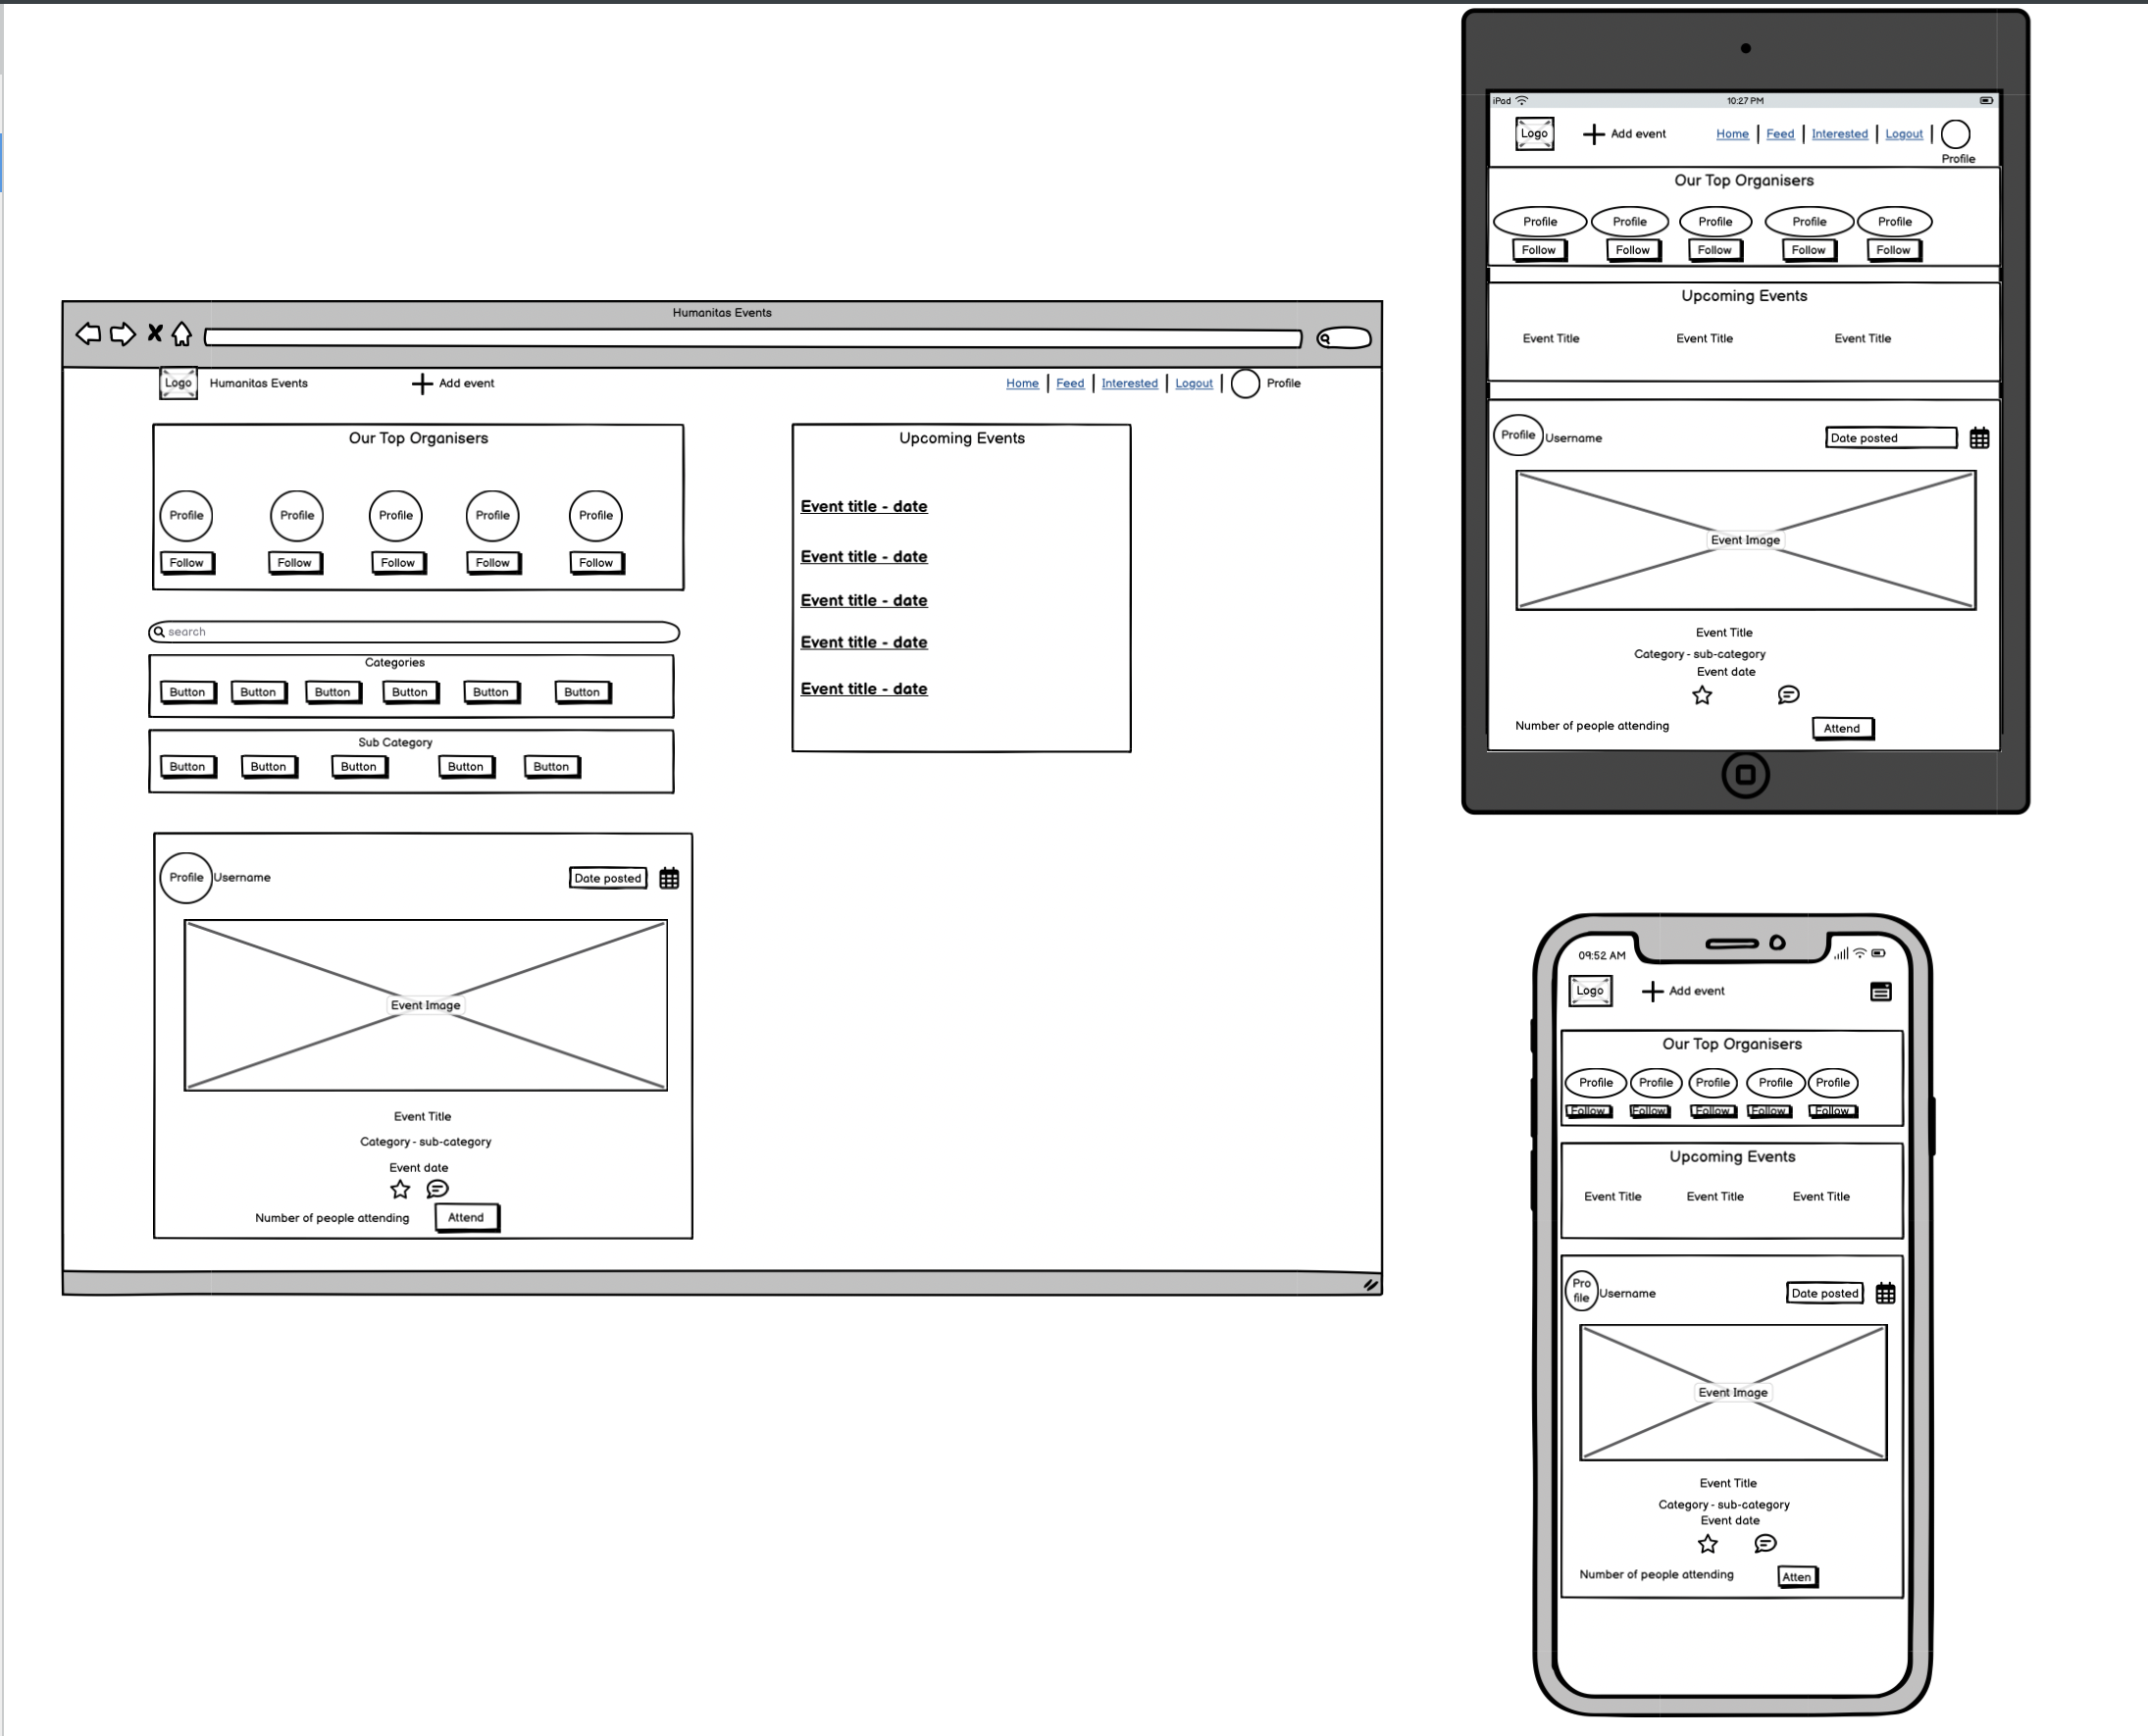 Humanitas Events
Logo Humanitas Events Add event Home Feed Interested Logout Profile
Our Top Organisers
Profile Profile Profile Profile Profile
Follow Follow Follow Follow Follow
search
Categories
Button Button Button Button Button Button
Sub Category
Button Button Button Button Button
Upcoming Events
Event title - date
Event title - date
Event title - date
Event title - date
Event title - date
Profile Username Date posted
Event Image
Event Title
Category - sub-category
Event date
Number of people attending Attend
iPad 10:27 PM
Logo Add event Home Feed Interested Logout
Profile
Our Top Organisers
Profile Profile Profile Profile Profile
Follow Follow Follow Follow Follow
Upcoming Events
Event Title Event Title Event Title
Profile Username Date posted
Event Image
Event Title
Category - sub-category
Event date
Number of people attending Attend
09:52 AM
Logo Add event
Our Top Organisers
Profile Profile Profile Profile Profile
Follow Follow Follow Follow Follow
Upcoming Events
Event Title Event Title Event Title
Pro
file Username Date posted
Event Image
Event Title
Category - sub-category
Event date
Number of people attending Atten